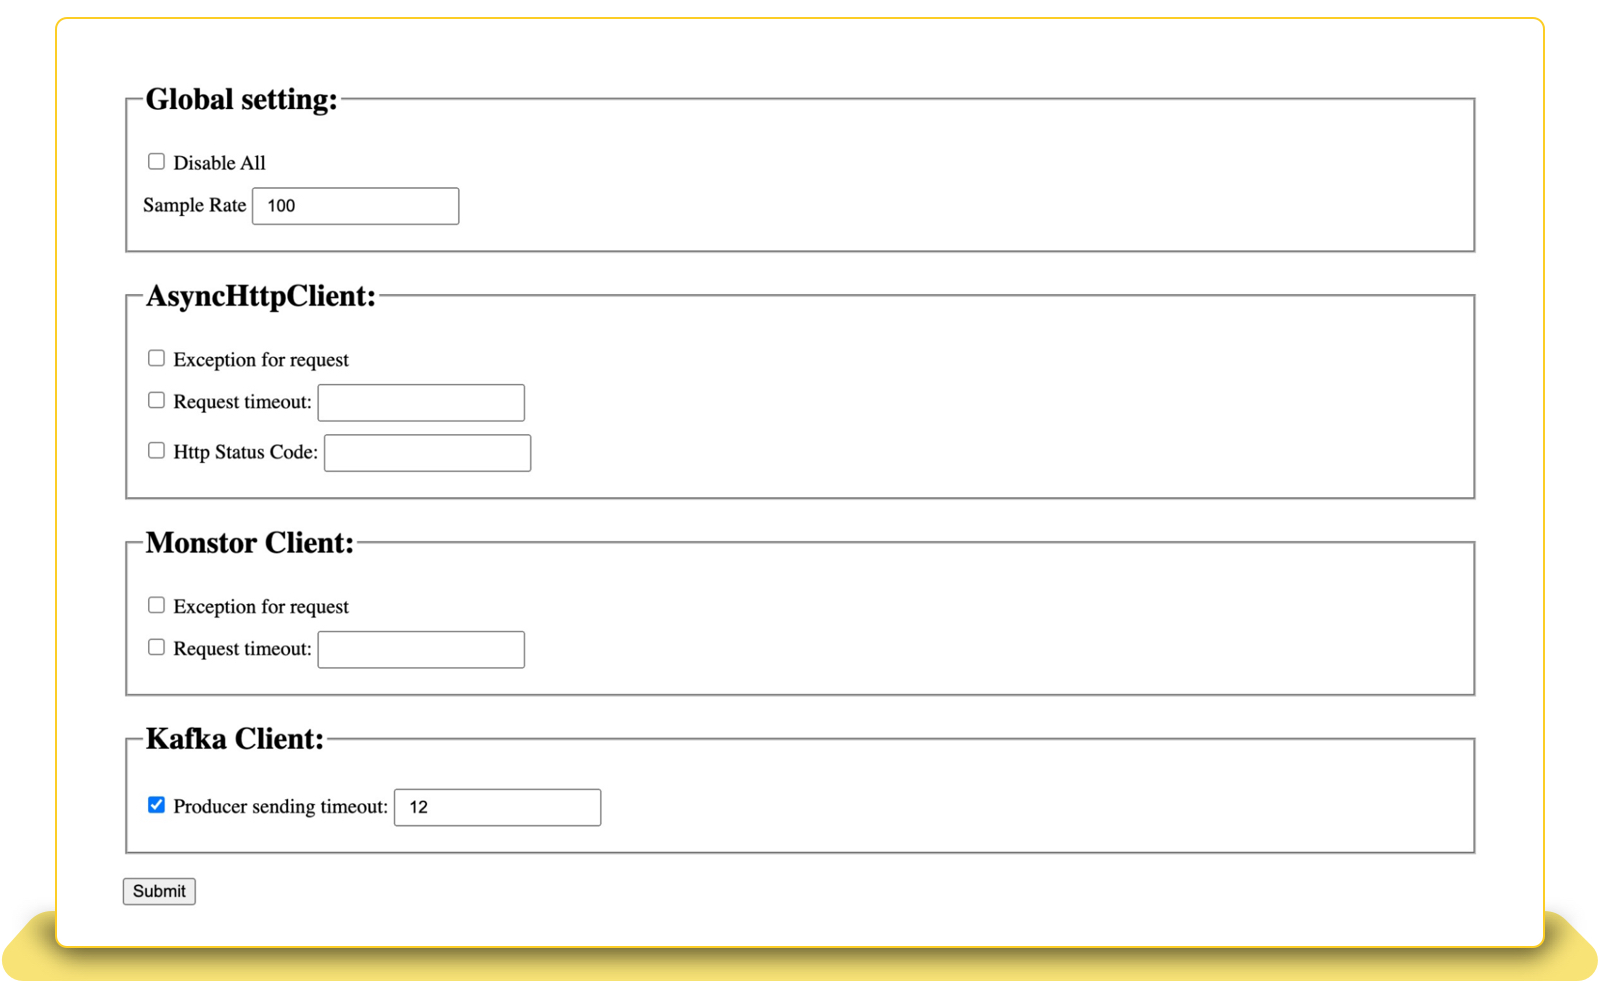 Global setting:
Disable All
Sample Rate 100
AsyncHttpClient:
Exception for request
Request timeout:
Http Status Code:
Monstor Client:
Exception for request
Request timeout:
Kafka Client:
Producer sending timeout: 12
Submit